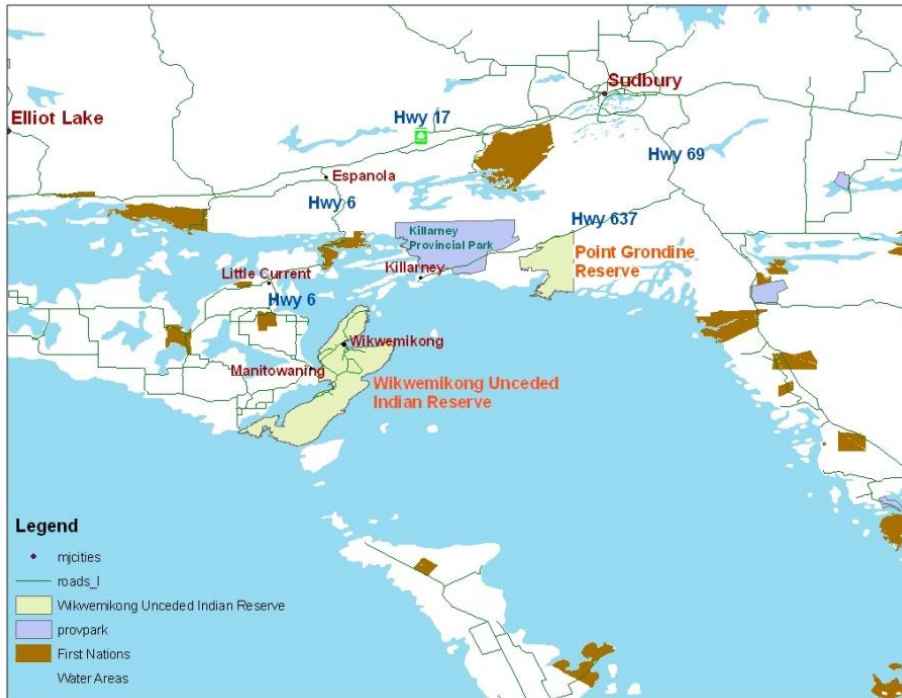 Sudbury
Elliot Lake
Hwy 17
Hwy 69
Espanola
Hwy 6
Hwy 637
Killarney
Provincial Park
Point Grondine
Reserve
Killarney
Little Current
Hwy 6
Wikwemikong
Manitowaning
Wikwemikong Unceded
Indian Reserve
Legend
mjcities
roads_l
Wikwemikong Unceded Indian Reserve
provpark
First Nations
Water Areas